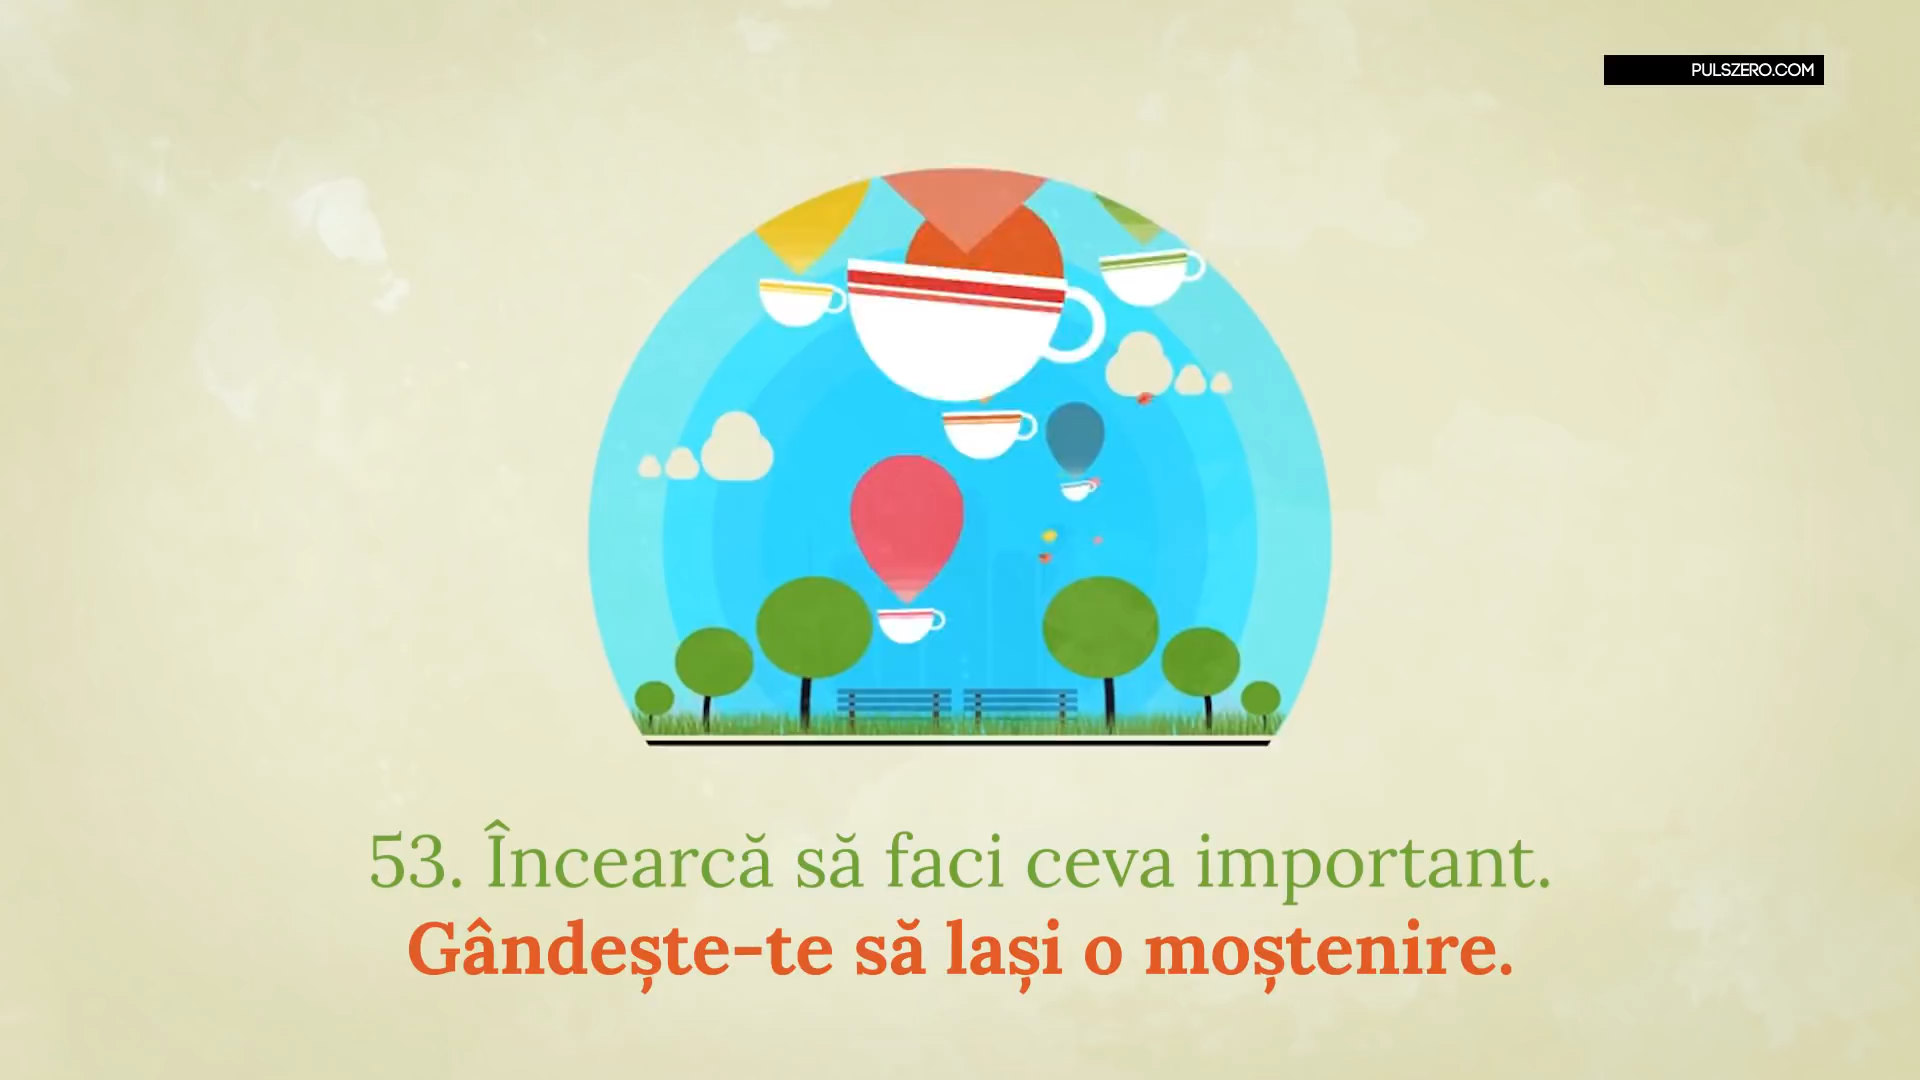 PULSZERO.COM
53. Încearcă să faci ceva important.
Gândește-te să lași o moștenire.